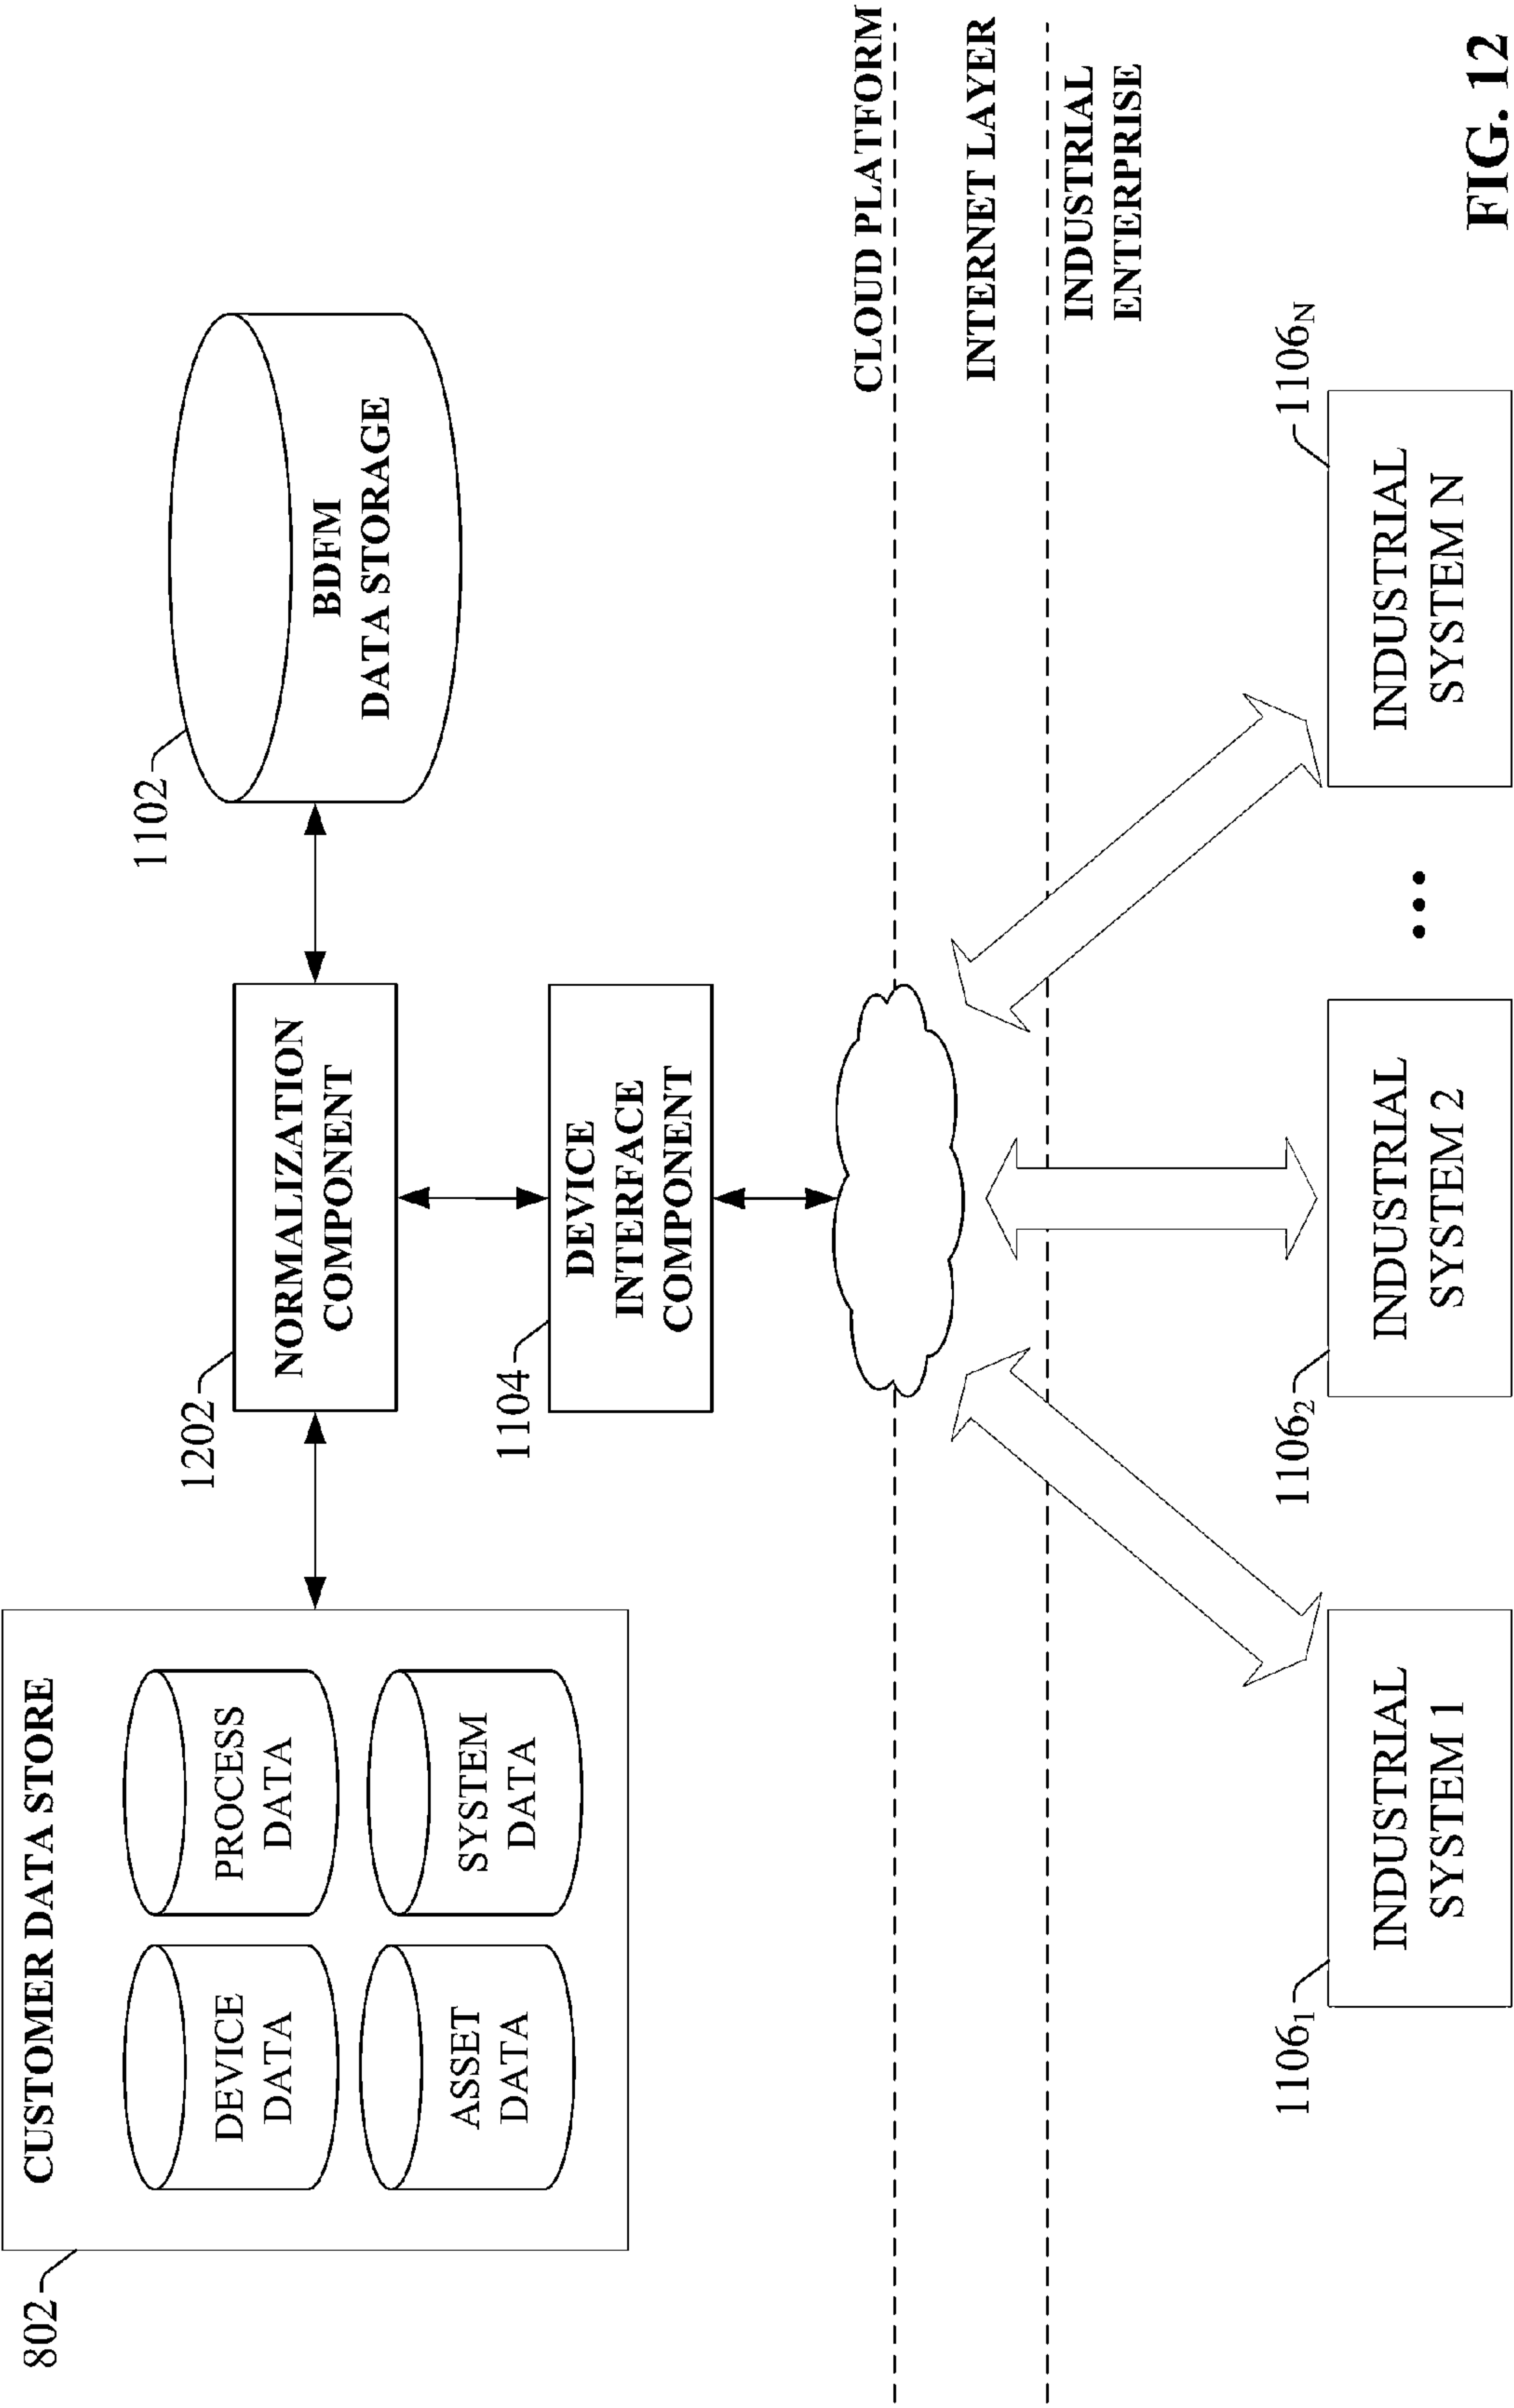 802
CUSTOMER DATA STORE
DEVICE
DATA
PROCESS
DATA
ASSET
DATA
SYSTEM
DATA
1202
NORMALIZATION
COMPONENT
1102
BDFM
DATA STORAGE
1104
DEVICE
INTERFACE
COMPONENT
CLOUD PLATFORM
INTERNET LAYER
INDUSTRIAL
ENTERPRISE
1106₁
INDUSTRIAL
SYSTEM 1
1106₂
INDUSTRIAL
SYSTEM 2
...
1106N
INDUSTRIAL
SYSTEM N
FIG. 12